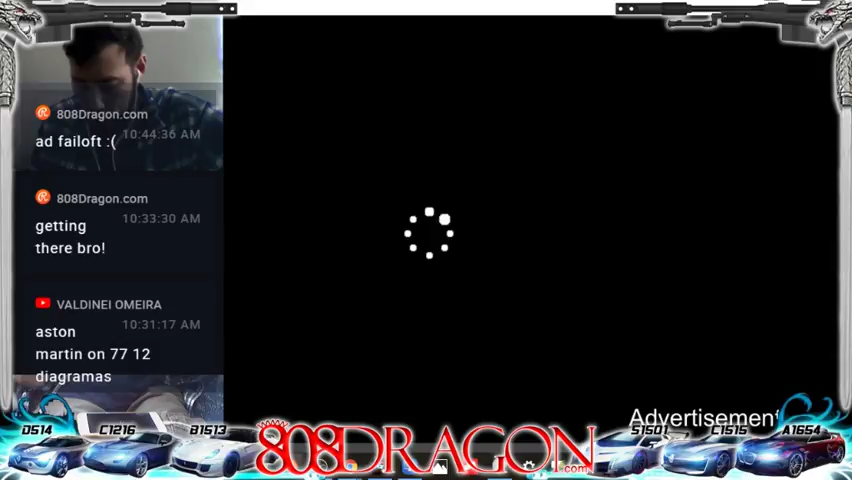 808Dragon.com
10:44:36 AM
ad failoft :(
808Dragon.com
10:33:30 AM
getting
there bro!
VALDINEI OMEIRA
10:31:17 AM
aston
martin on 77 12
diagramas
Advertisement
D514
C1216
B1513
808DRAGON
.com
S1501
C1515
A1654